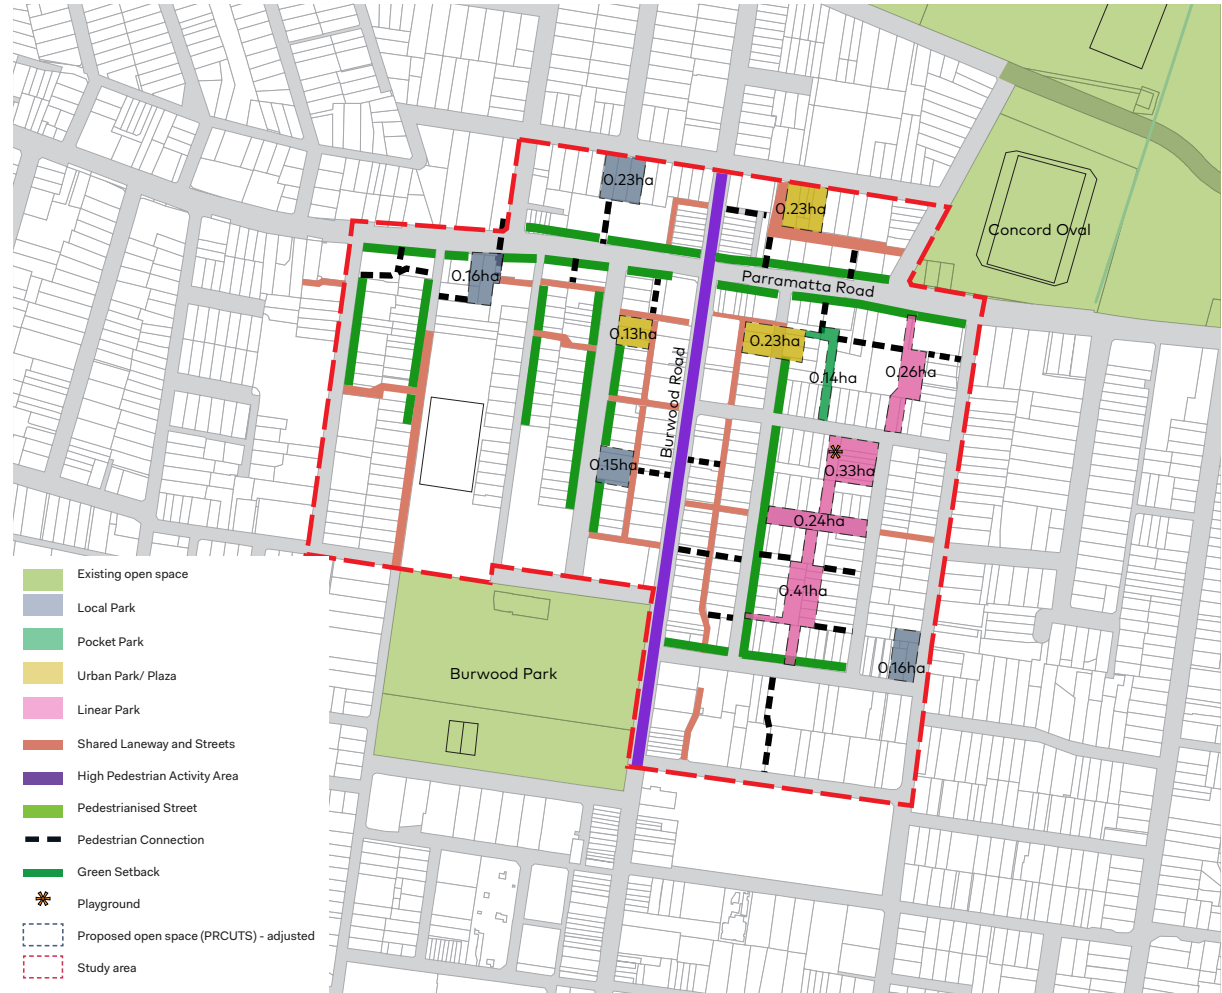 0.23ha
0.23ha
Concord Oval
0.16ha
Parramatta Road
0.13ha
0.23ha
0.14ha
0.26ha
Burwood Road
0.15ha
0.33ha
0.24ha
0.41ha
0.16ha
Burwood Park
Existing open space
Local Park
Pocket Park
Urban Park/ Plaza
Linear Park
Shared Laneway and Streets
High Pedestrian Activity Area
Pedestrianised Street
Pedestrian Connection
Green Setback
Playground
Proposed open space (PRCUTS) - adjusted
Study area